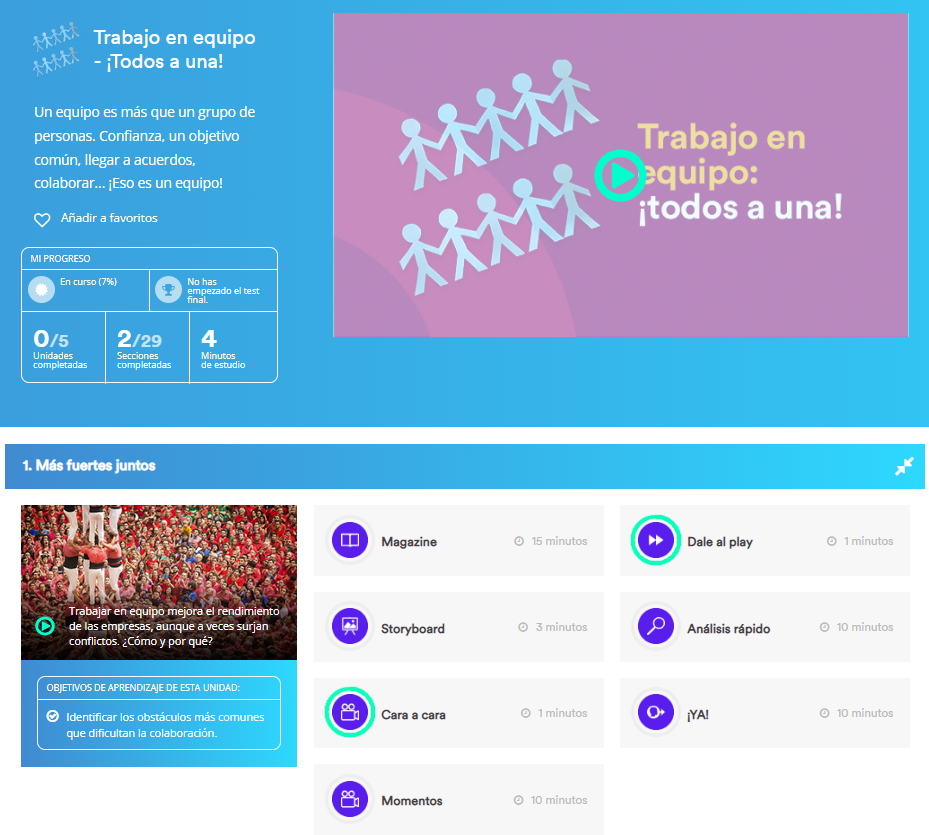 Trabajo en equipo
- ¡Todos a una!
Un equipo es más que un grupo de
personas. Confianza, un objetivo
común, llegar a acuerdos,
colaborar... ¡Eso es un equipo!
Añadir a favoritos
MI PROGRESO
En curso (7%)
No has
empezado el test
final.
0/5
Unidades
completadas
2/29
Secciones
completadas
4
Minutos
de estudio
Trabajo en
equipo:
¡todos a una!
1. Más fuertes juntos
Trabajar en equipo mejora el rendimiento
de las empresas, aunque a veces surjan
conflictos. ¿Cómo y por qué?
OBJETIVOS DE APRENDIZAJE DE ESTA UNIDAD:
Identificar los obstáculos más comunes
que dificultan la colaboración.
Magazine 15 minutos
Dale al play 1 minutos
Storyboard 3 minutos
Análisis rápido 10 minutos
Cara a cara 1 minutos
¡YA! 10 minutos
Momentos 10 minutos